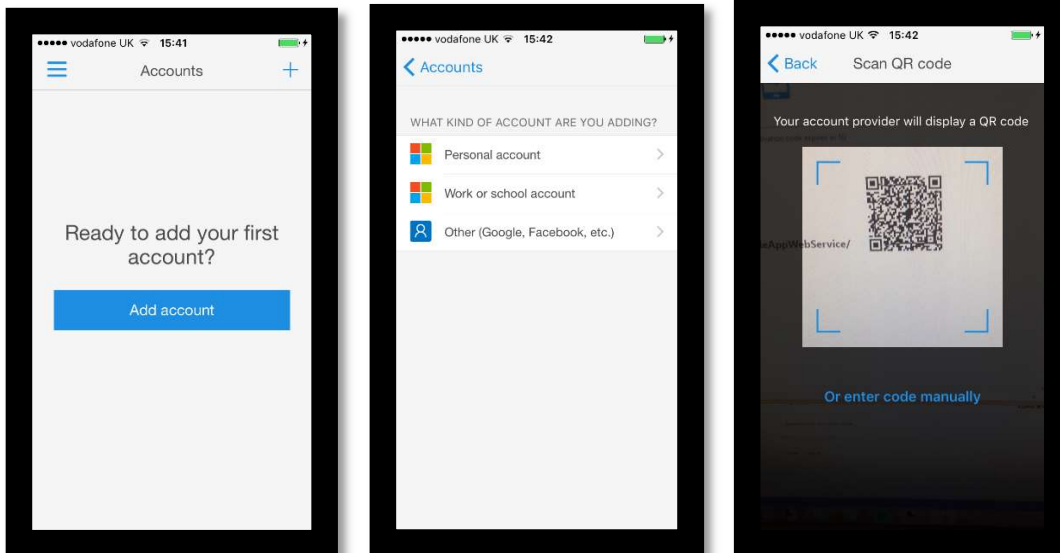 vodafone UK 15:41
Accounts
Ready to add your first
account?
Add account
vodafone UK 15:42
Accounts
WHAT KIND OF ACCOUNT ARE YOU ADDING?
Personal account
Work or school account
Other (Google, Facebook, etc.)
vodafone UK 15:42
Back Scan QR code
Your account provider will display a QR code
eAppWebService/
Or enter code manually